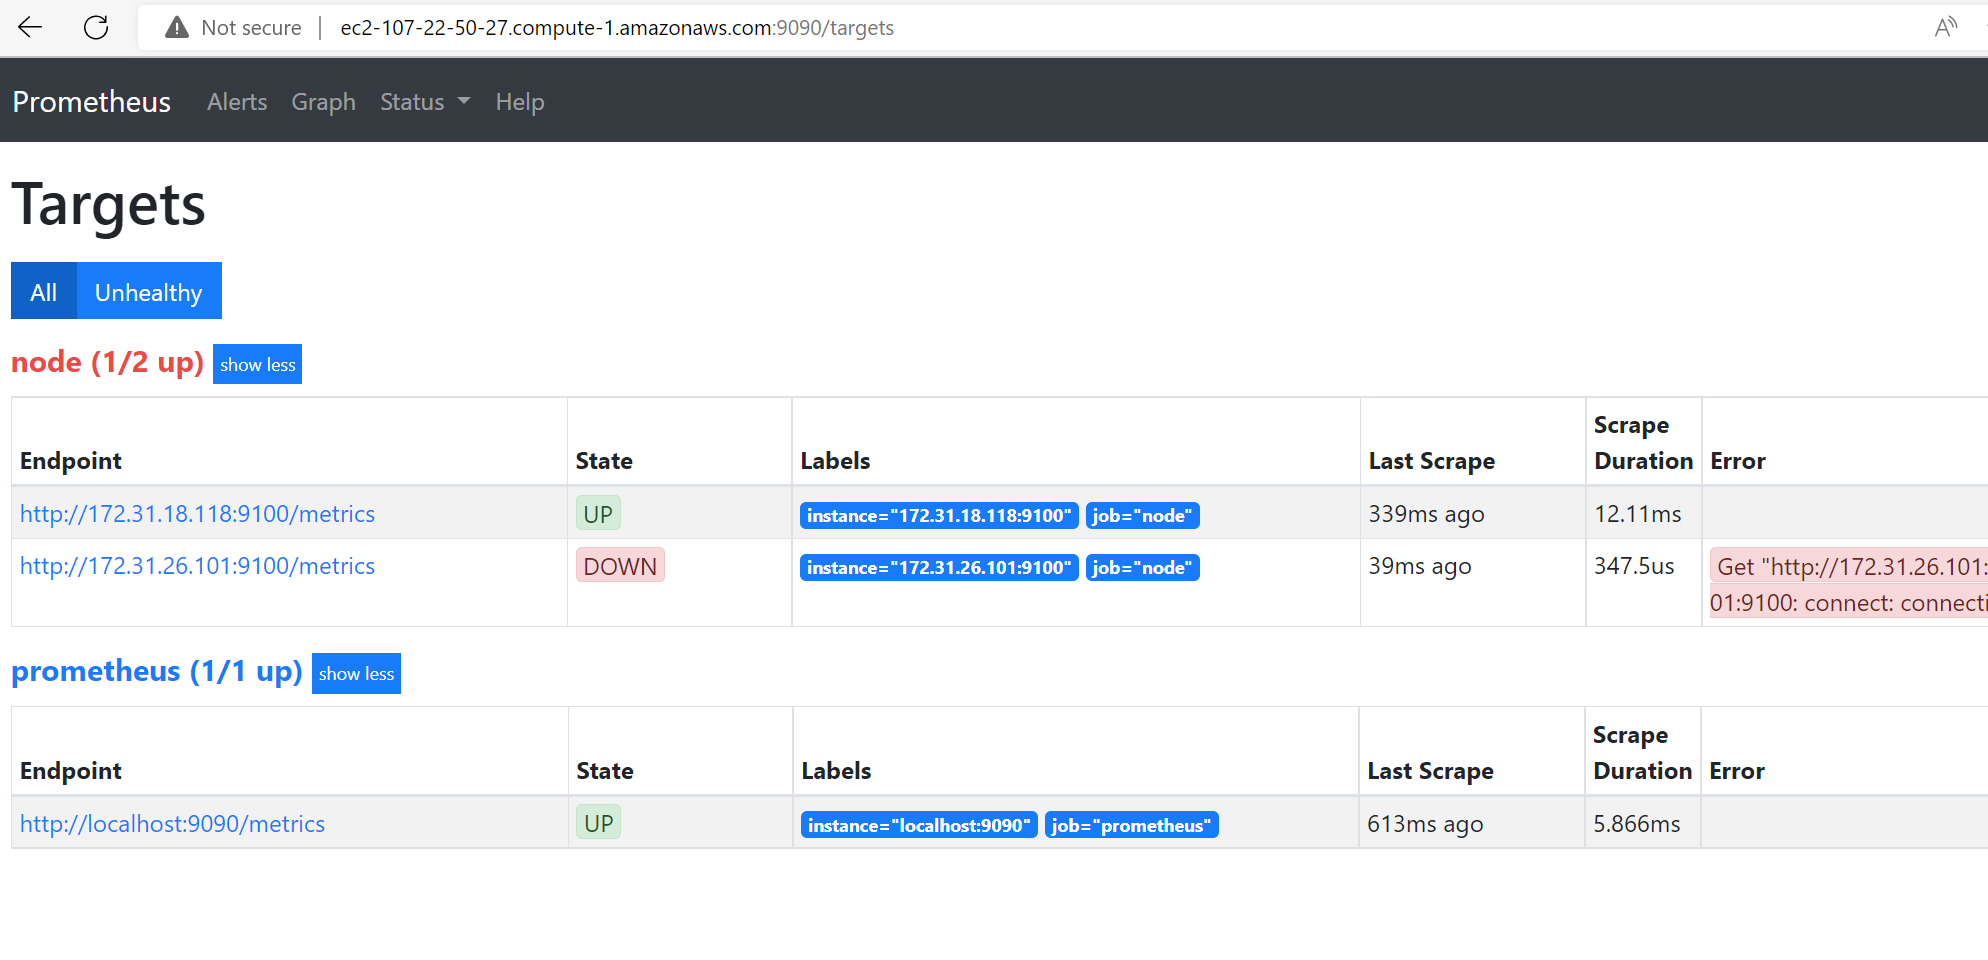 Not secure | ec2-107-22-50-27.compute-1.amazonaws.com:9090/targets
Prometheus Alerts Graph Status Help
Targets
All Unhealthy
node (1/2 up) show less
Endpoint State Labels Last Scrape Scrape Duration Error
http://172.31.18.118:9100/metrics UP instance="172.31.18.118:9100" job="node" 339ms ago 12.11ms
http://172.31.26.101:9100/metrics DOWN instance="172.31.26.101:9100" job="node" 39ms ago 347.5us Get "http://172.31.26.101:
01:9100: connect: connecti
prometheus (1/1 up) show less
Endpoint State Labels Last Scrape Scrape Duration Error
http://localhost:9090/metrics UP instance="localhost:9090" job="prometheus" 613ms ago 5.866ms